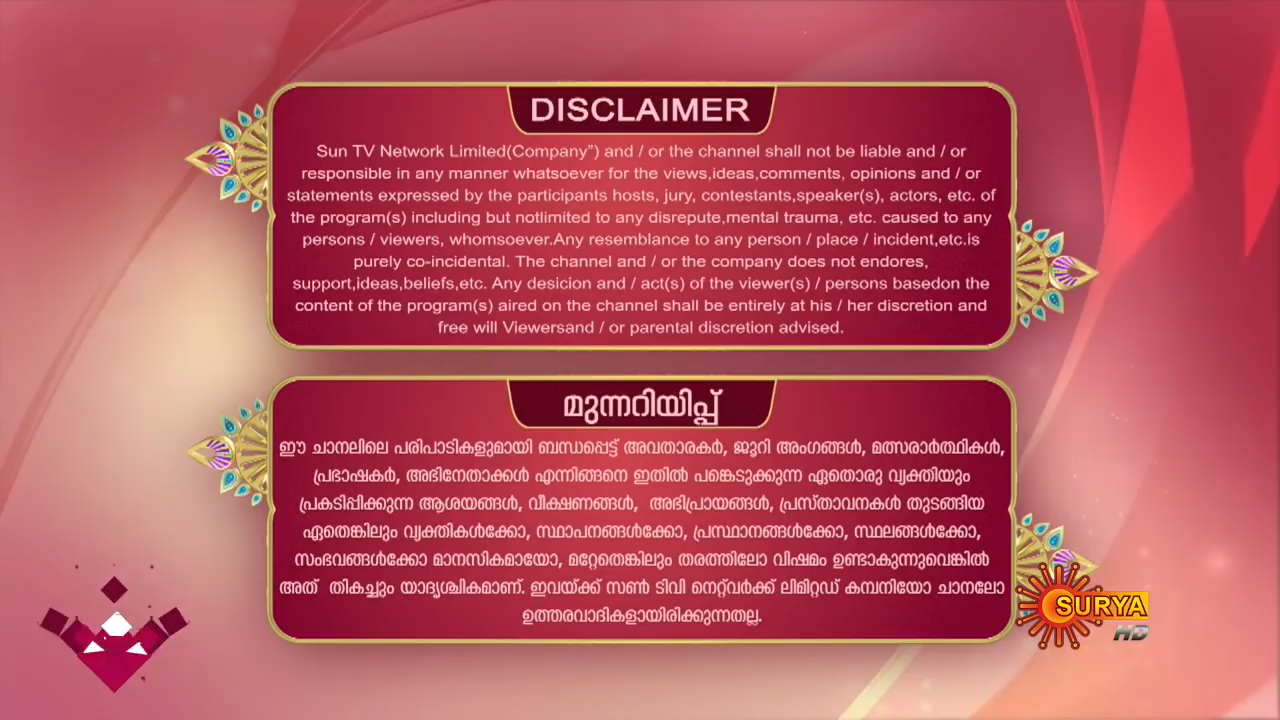 DISCLAIMER
Sun TV Network Limited(Company”) and / or the channel shall not be liable and / or
responsible in any manner whatsoever for the views,ideas,comments, opinions and / or
statements expressed by the participants hosts, jury, contestants,speaker(s), actors, etc. of
the program(s) including but notlimited to any disrepute,mental trauma, etc. caused to any
persons / viewers, whomsoever.Any resemblance to any person / place / incident,etc.is
purely co-incidental. The channel and / or the company does not endores,
support,ideas,beliefs,etc. Any desicion and / act(s) of the viewer(s) / persons basedon the
content of the program(s) aired on the channel shall be entirely at his / her discretion and
free will Viewersand / or parental discretion advised.
മുന്നറിയിപ്പ്
ഈ ചാനലിലെ പരിപാടികളുമായി ബന്ധപ്പെട്ട് അവതാരകർ, ജൂറി അംഗങ്ങൾ, മത്സരാർത്ഥികൾ,
പ്രഭാഷകർ, അഭിനേതാക്കൾ എന്നിങ്ങനെ ഇതിൽ പങ്കെടുക്കുന്ന ഏതൊരു വ്യക്തിയും
പ്രകടിപ്പിക്കുന്ന ആശയങ്ങൾ, വീക്ഷണങ്ങൾ, അഭിപ്രായങ്ങൾ, പ്രസ്താവനകൾ തുടങ്ങിയ
ഏതെങ്കിലും വ്യക്തികൾക്കോ, സ്ഥാപനങ്ങൾക്കോ, പ്രസ്ഥാനങ്ങൾക്കോ, സ്ഥലങ്ങൾക്കോ,
സംഭവങ്ങൾക്കോ മാനസികമായോ, മറ്റേതെങ്കിലും തരത്തിലോ വിഷമം ഉണ്ടാകുന്നുവെങ്കിൽ
അത് തികച്ചും യാദൃശ്ചികമാണ്. ഇവയ്ക്ക് സൺ ടിവി നെറ്റ്‌വർക്ക് ലിമിറ്റഡ് കമ്പനിയോ ചാനലോ
ഉത്തരവാദികളായിരിക്കുന്നതല്ല.
SURYA
HD